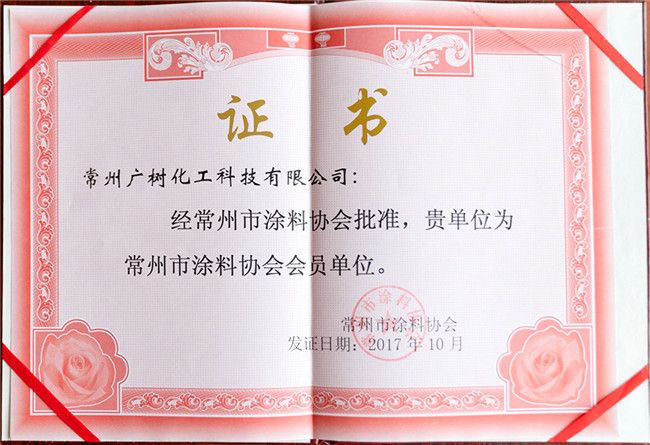 证书
常州广树化工科技有限公司：
经常州市涂料协会批准，贵单位为
常州市涂料协会会员单位。
常州市涂料协会
发证日期：2017年10月